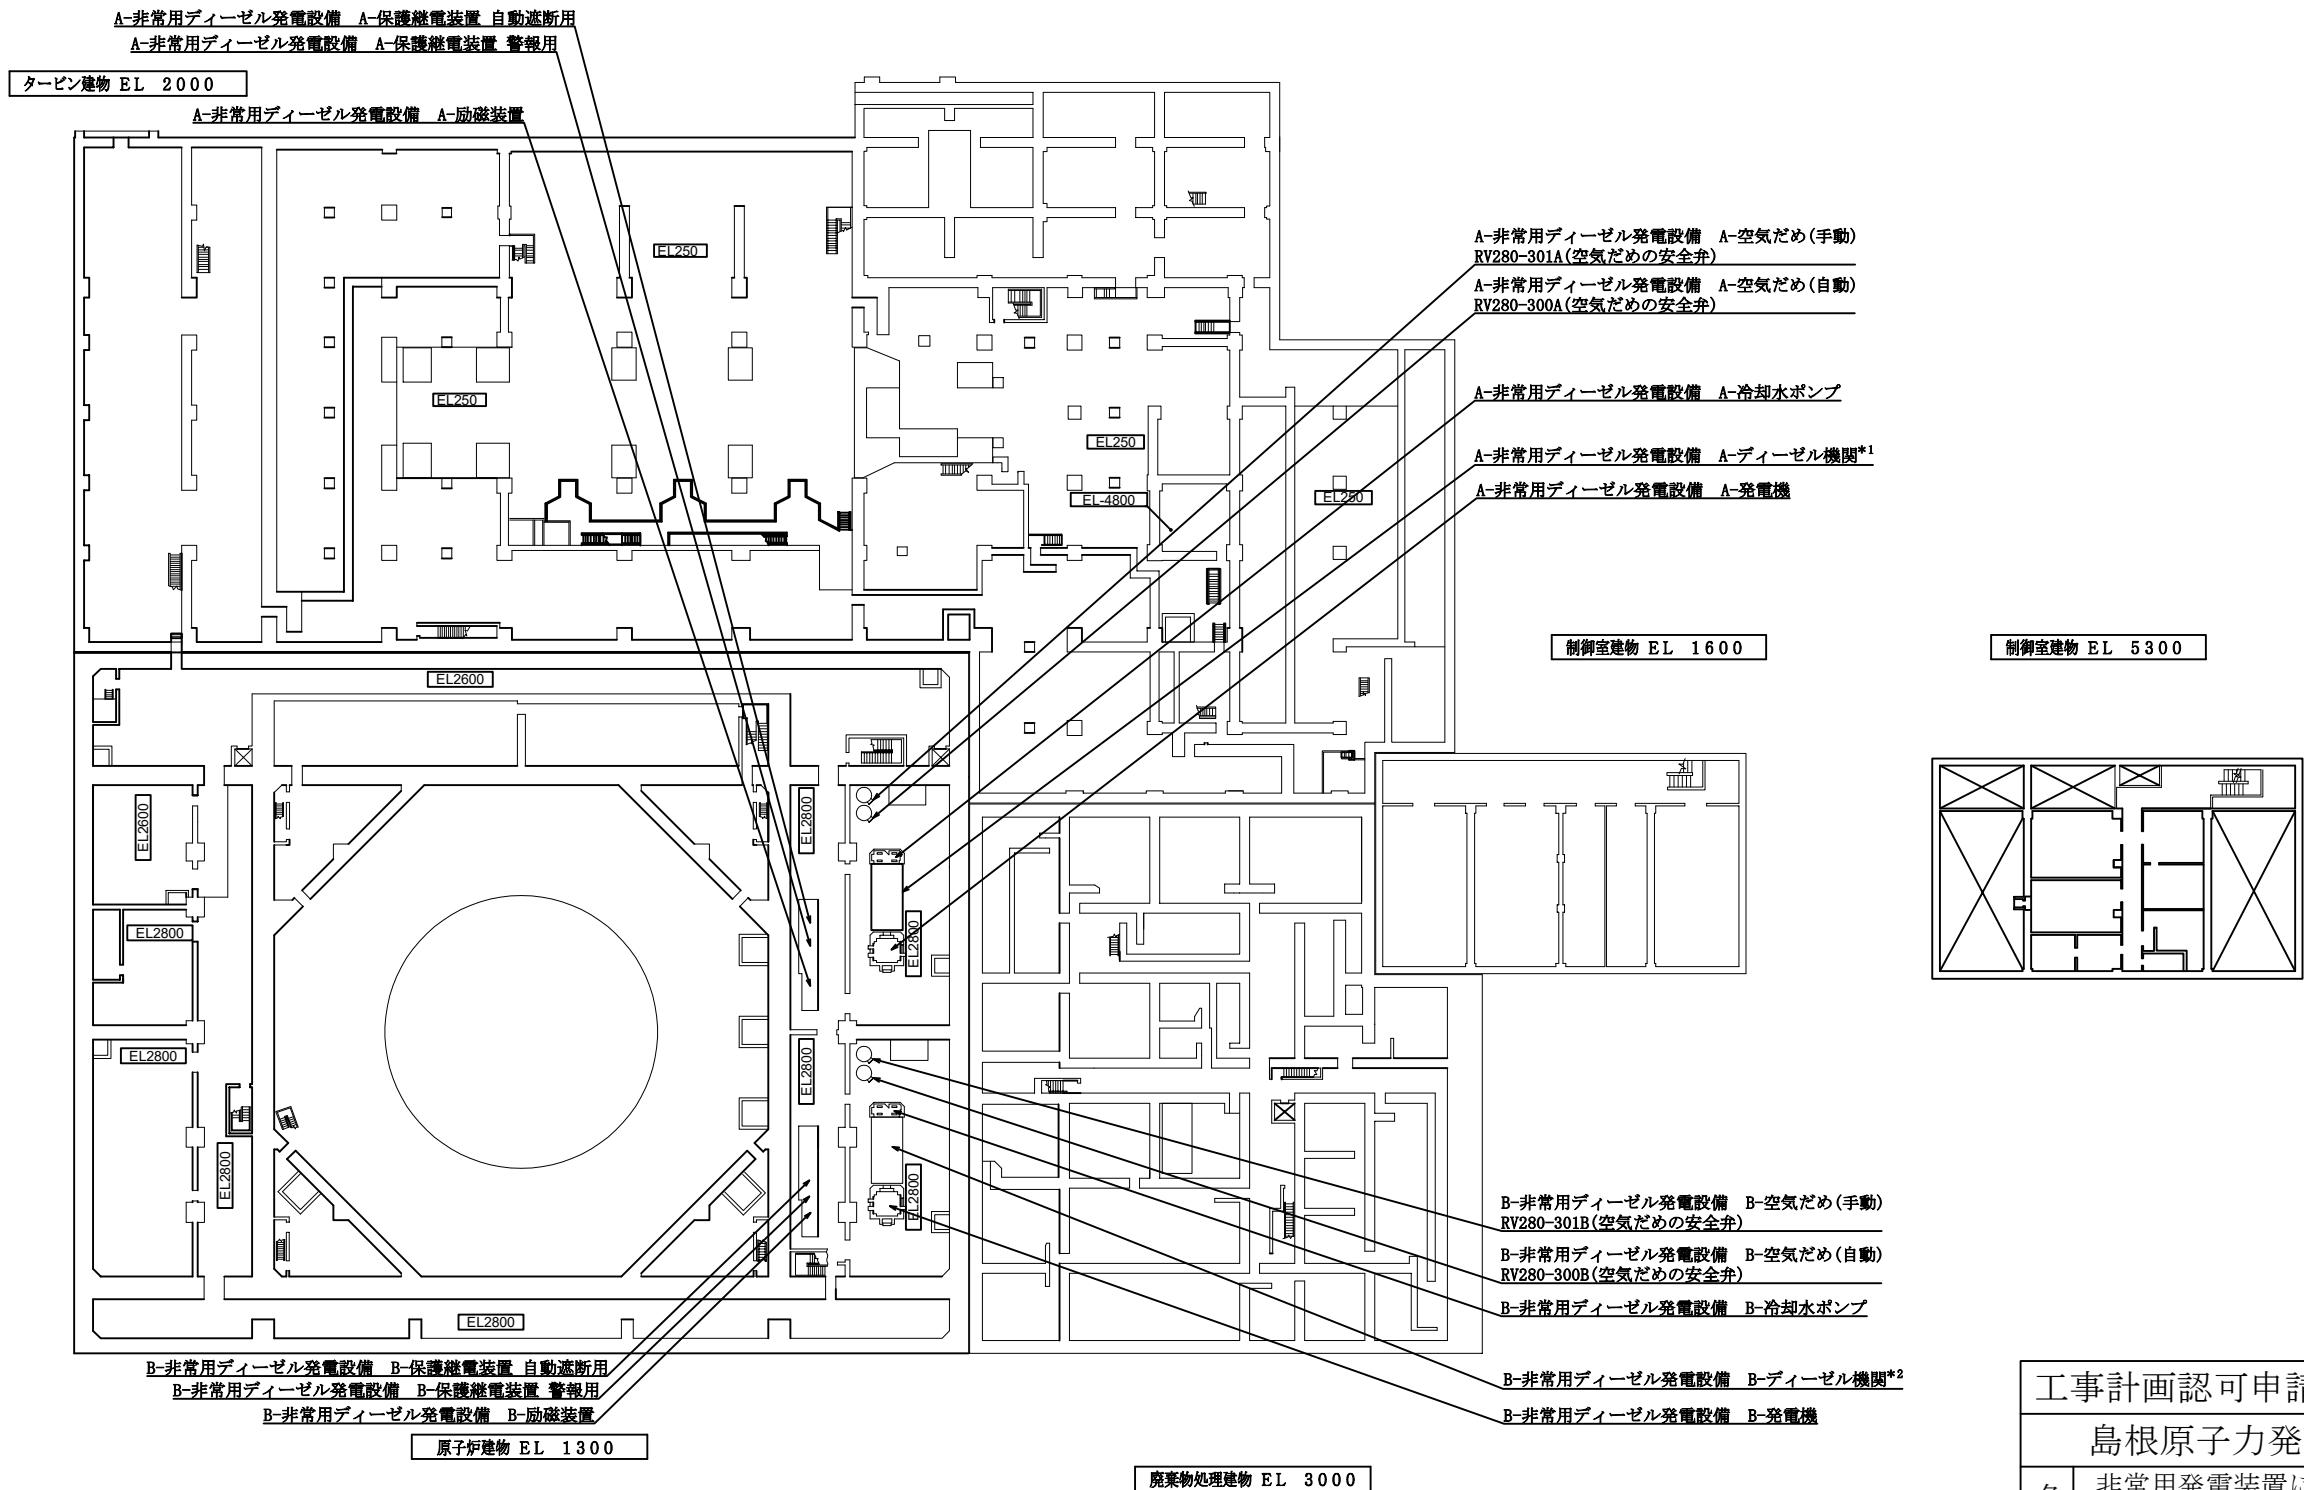 A-非常用ディーゼル発電設備　A-保護継電装置 自動遮断用
A-非常用ディーゼル発電設備　A-保護継電装置 警報用
タービン建物 EL 2000
A-非常用ディーゼル発電設備　A-励磁装置
A-非常用ディーゼル発電設備　A-空気だめ(手動)
RV280-301A(空気だめの安全弁)
EL250
A-非常用ディーゼル発電設備　A-空気だめ(自動)
RV280-300A(空気だめの安全弁)
A-非常用ディーゼル発電設備　A-冷却水ポンプ
EL250
EL250
A-非常用ディーゼル発電設備　A-ディーゼル機関*1
A-非常用ディーゼル発電設備　A-発電機
EL-4800
EL250
制御室建物 EL 1600
制御室建物 EL 5300
EL2600
EL2600
EL2800
EL2800
EL2800
EL2800
EL2800
EL2800
EL2800
EL2800
B-非常用ディーゼル発電設備　B-空気だめ(手動)
RV280-301B(空気だめの安全弁)
B-非常用ディーゼル発電設備　B-空気だめ(自動)
RV280-300B(空気だめの安全弁)
B-非常用ディーゼル発電設備　B-冷却水ポンプ
EL2800
B-非常用ディーゼル発電設備　B-保護継電装置 自動遮断用
B-非常用ディーゼル発電設備　B-保護継電装置 警報用
B-非常用ディーゼル発電設備　B-励磁装置
B-非常用ディーゼル発電設備　B-ディーゼル機関*2
B-非常用ディーゼル発電設備　B-発電機
原子炉建物 EL 1300
廃棄物処理建物 EL 3000
工事計画認可申請
島根原子力発
非常用発電装置に